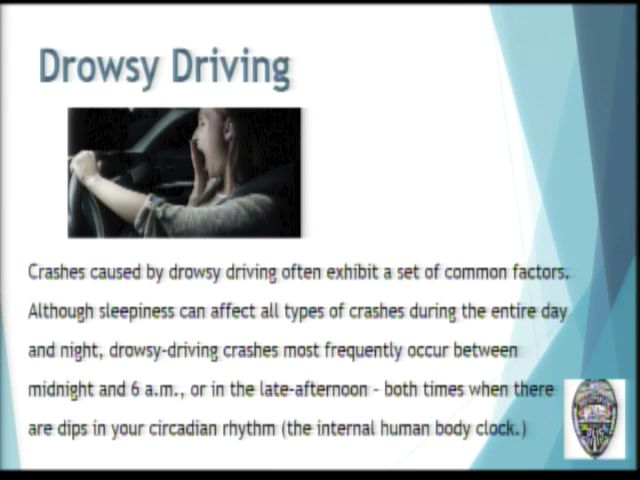 Drowsy Driving
Crashes caused by drowsy driving often exhibit a set of common factors.
Although sleepiness can affect all types of crashes during the entire day
and night, drowsy-driving crashes most frequently occur between
midnight and 6 a.m., or in the late-afternoon – both times when there
are dips in your circadian rhythm (the internal human body clock.)